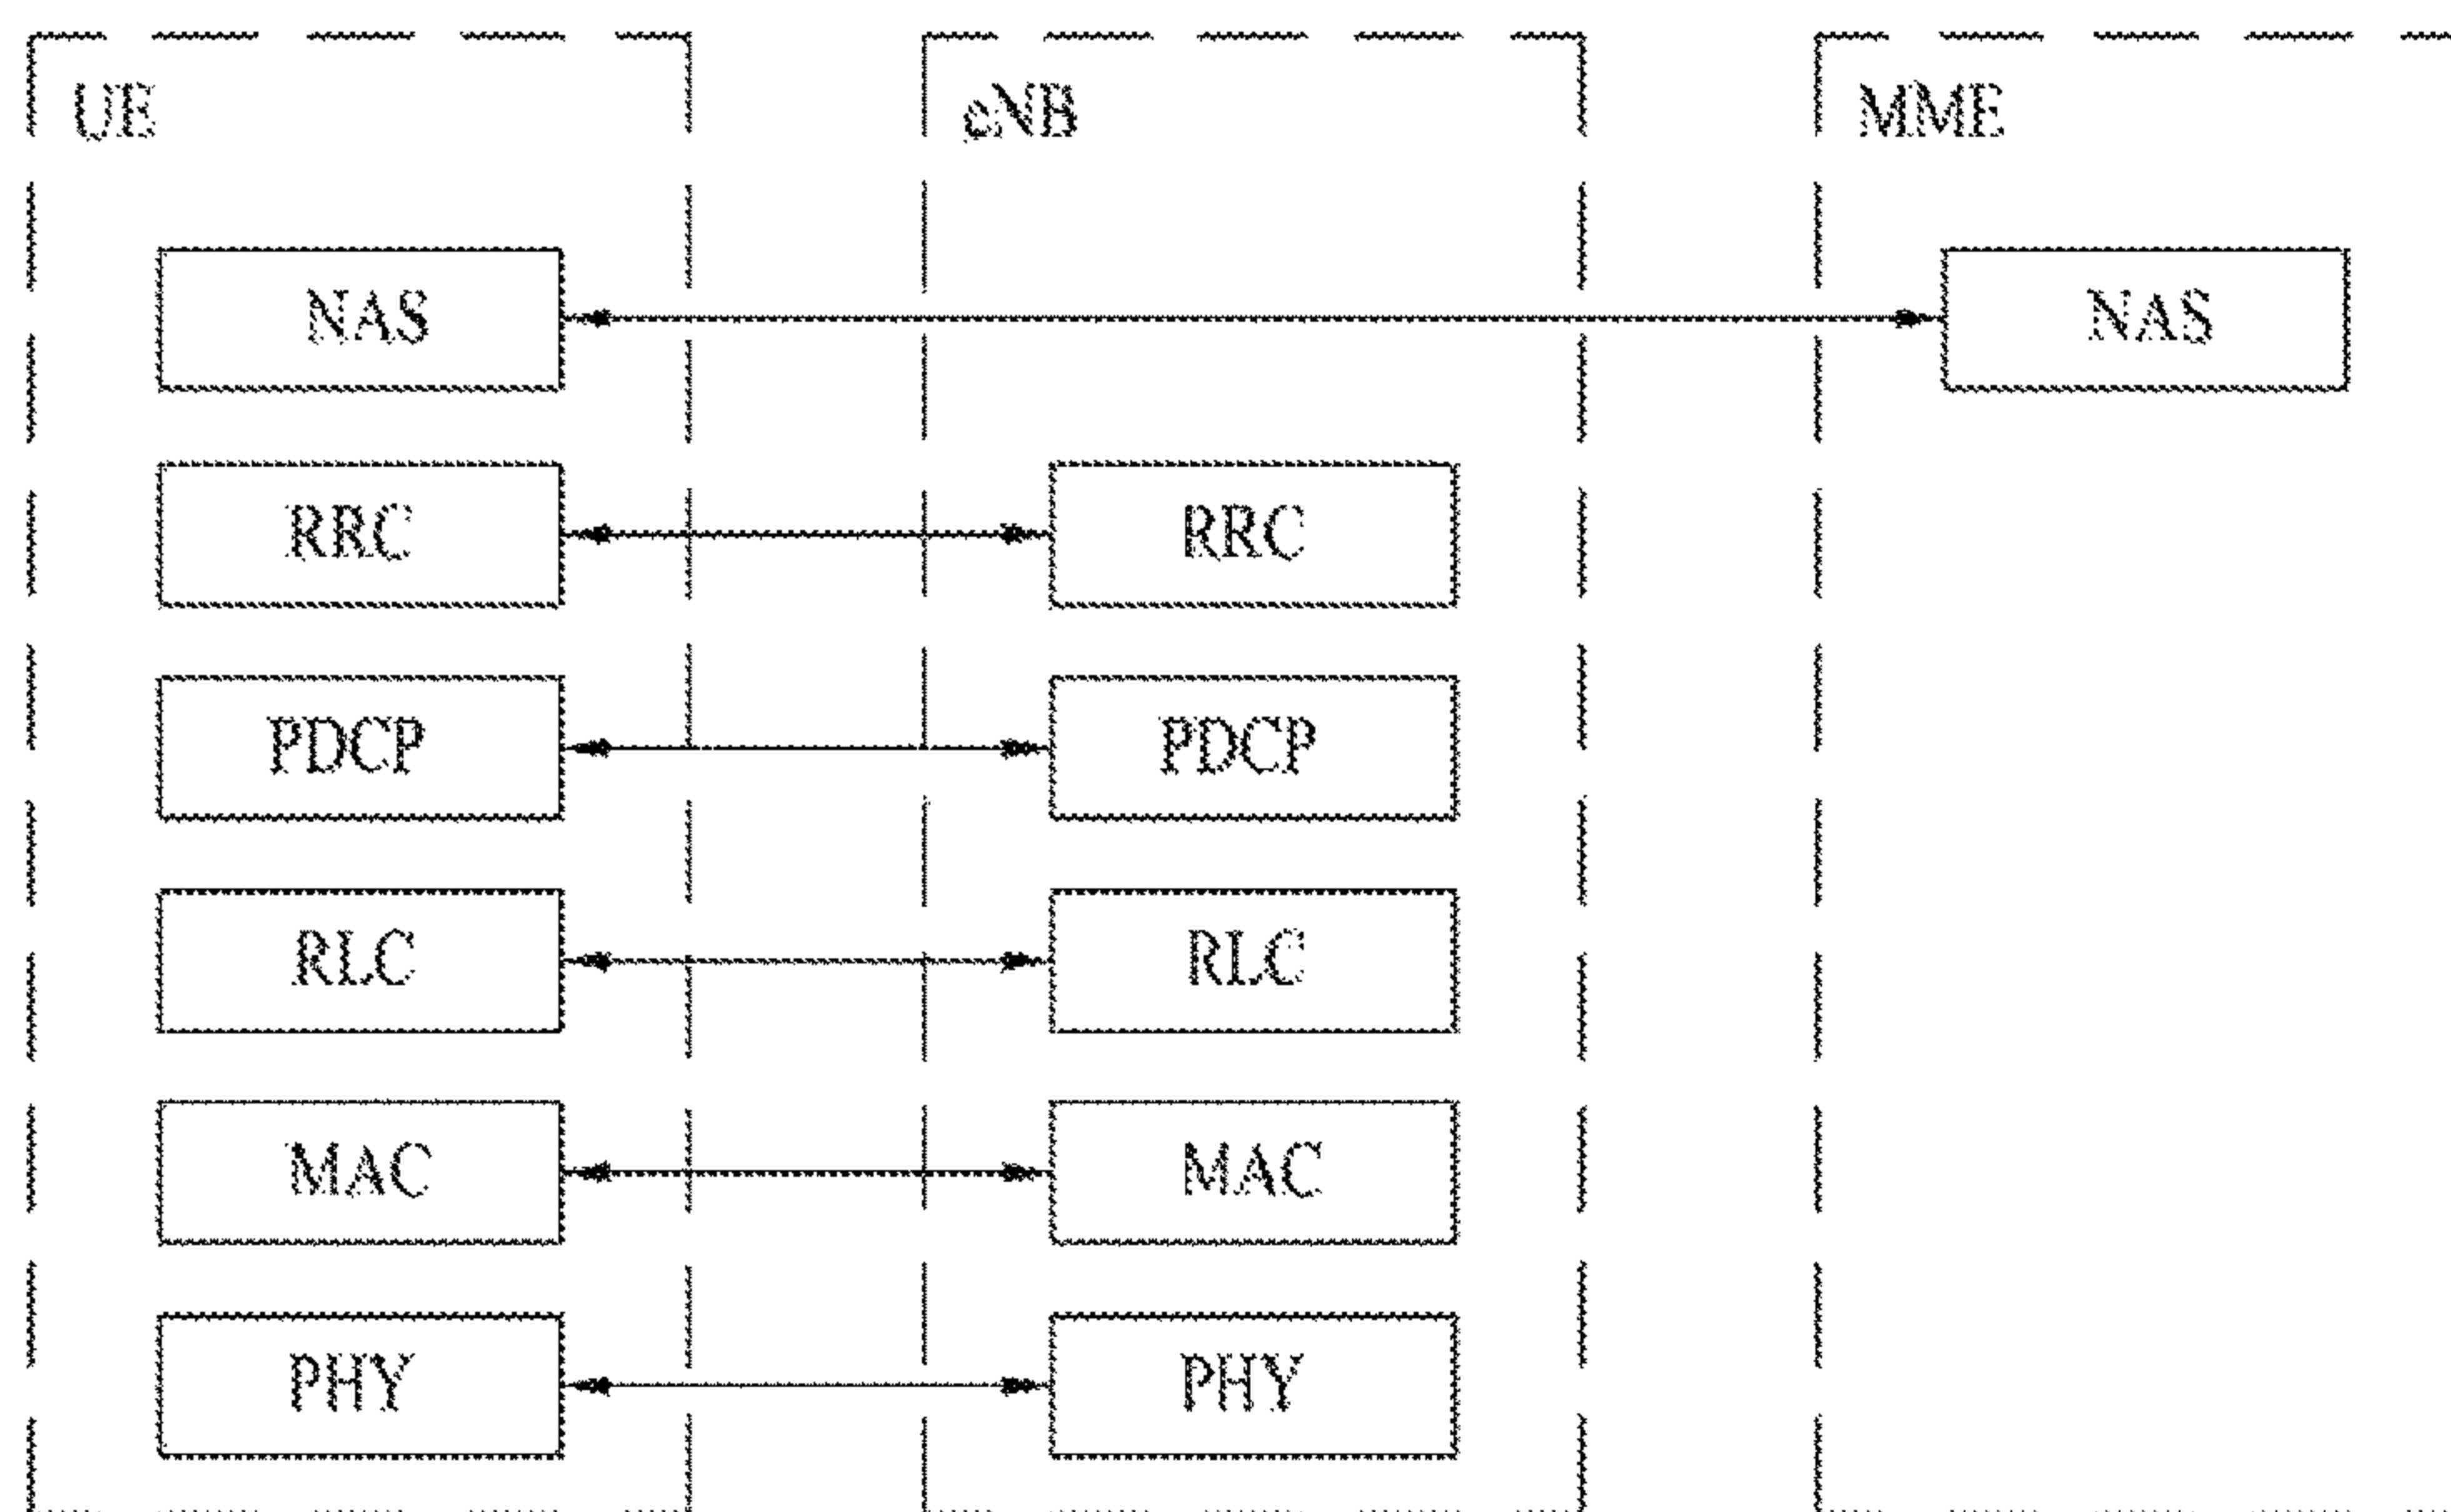 UE eNB MME
NAS NAS
RRC RRC
PDCP PDCP
RLC RLC
MAC MAC
PHY PHY